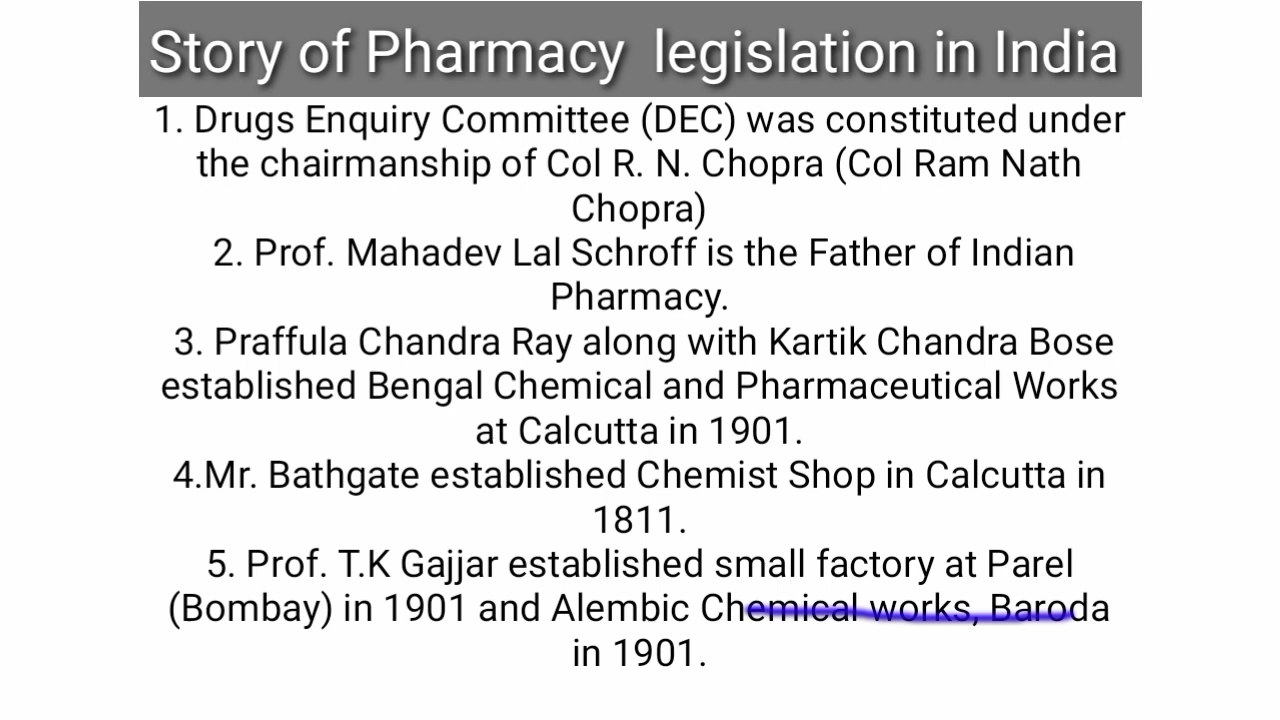 Story of Pharmacy legislation in India
1. Drugs Enquiry Committee (DEC) was constituted under
the chairmanship of Col R. N. Chopra (Col Ram Nath
Chopra)
2. Prof. Mahadev Lal Schroff is the Father of Indian
Pharmacy.
3. Praffula Chandra Ray along with Kartik Chandra Bose
established Bengal Chemical and Pharmaceutical Works
at Calcutta in 1901.
4.Mr. Bathgate established Chemist Shop in Calcutta in
1811.
5. Prof. T.K Gajjar established small factory at Parel
(Bombay) in 1901 and Alembic Chemical works, Baroda
in 1901.